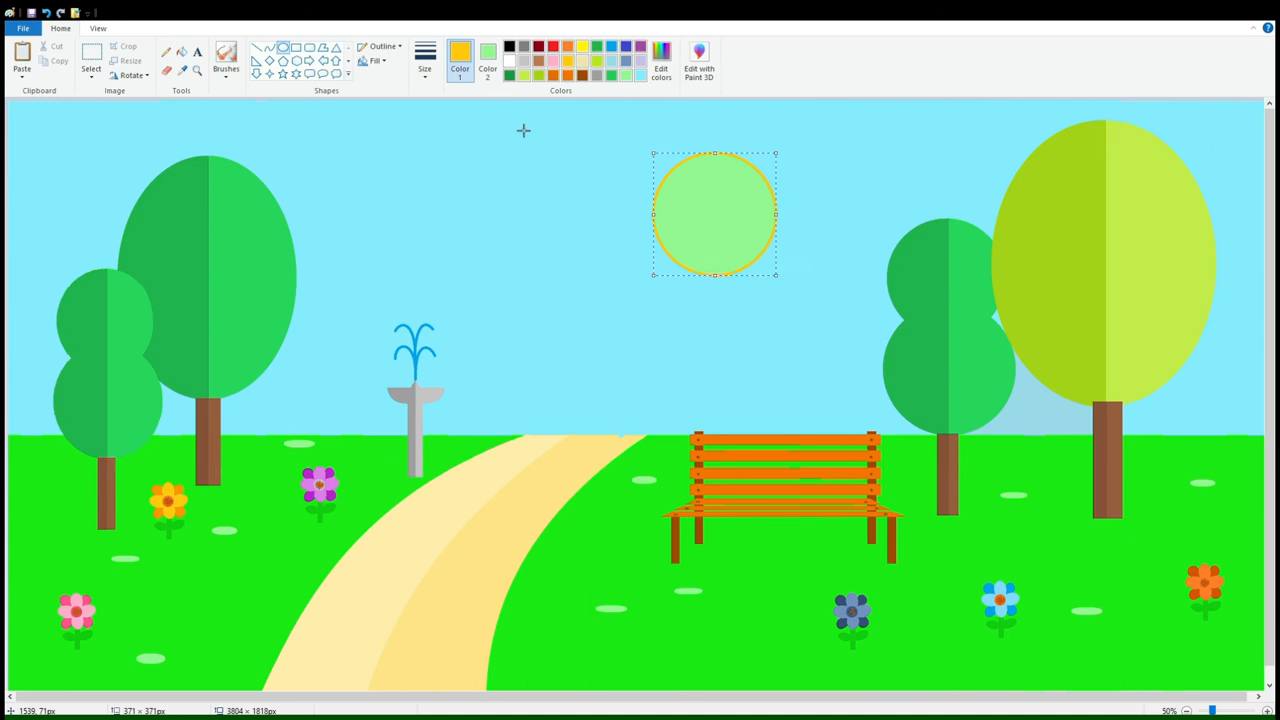 File Home View
Paste
Cut
Copy
Clipboard
Select
Crop
Resize
Rotate
Image
A
Tools
Brushes
Outline
Fill
Shapes
Size
Color
1
Color
2
Edit
colors
Colors
Edit with
Paint 3D
1539, 71px 371 × 371px 3804 × 1818px 50%